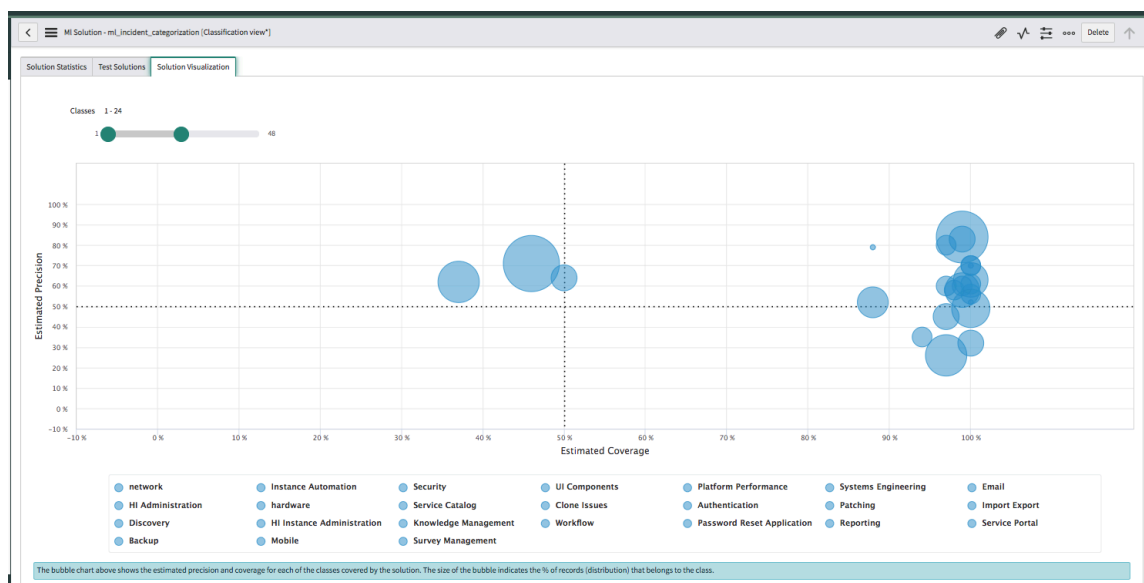 MI Solution - ml_incident_categorization [Classification view*]
Delete
Solution Statistics Test Solutions Solution Visualization
Classes 1 - 24
1 48
100 %
90 %
80 %
70 %
60 %
50 %
40 %
30 %
20 %
10 %
0 %
-10 %
Estimated Precision
-10 % 0 % 10 % 20 % 30 % 40 % 50 % 60 % 70 % 80 % 90 % 100 %
Estimated Coverage
network Instance Automation Security UI Components Platform Performance Systems Engineering Email
HI Administration hardware Service Catalog Clone Issues Authentication Patching Import Export
Discovery HI Instance Administration Knowledge Management Workflow Password Reset Application Reporting Service Portal
Backup Mobile Survey Management
The bubble chart above shows the estimated precision and coverage for each of the classes covered by the solution. The size of the bubble indicates the % of records (distribution) that belongs to the class.